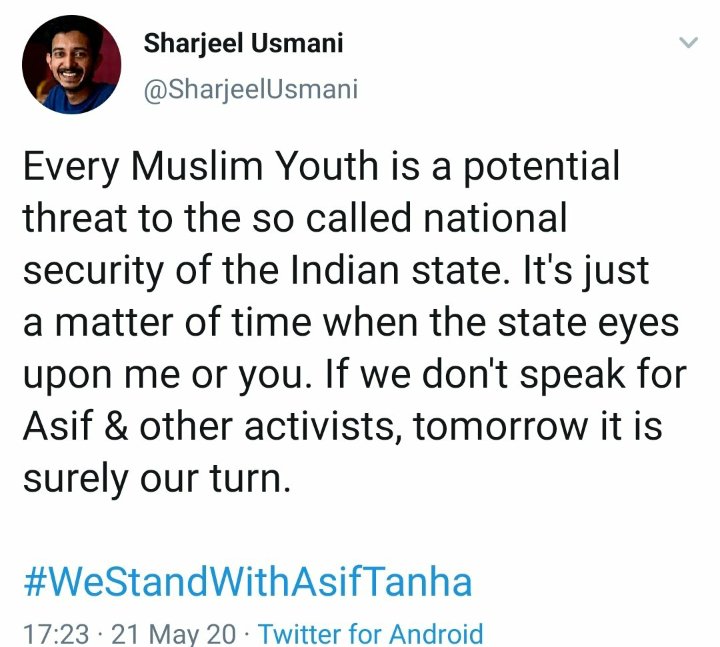 Sharjeel Usmani
@SharjeelUsmani
Every Muslim Youth is a potential
threat to the so called national
security of the Indian state. It's just
a matter of time when the state eyes
upon me or you. If we don't speak for
Asif & other activists, tomorrow it is
surely our turn.
#WeStandWithAsifTanha
17:23 · 21 May 20 · Twitter for Android